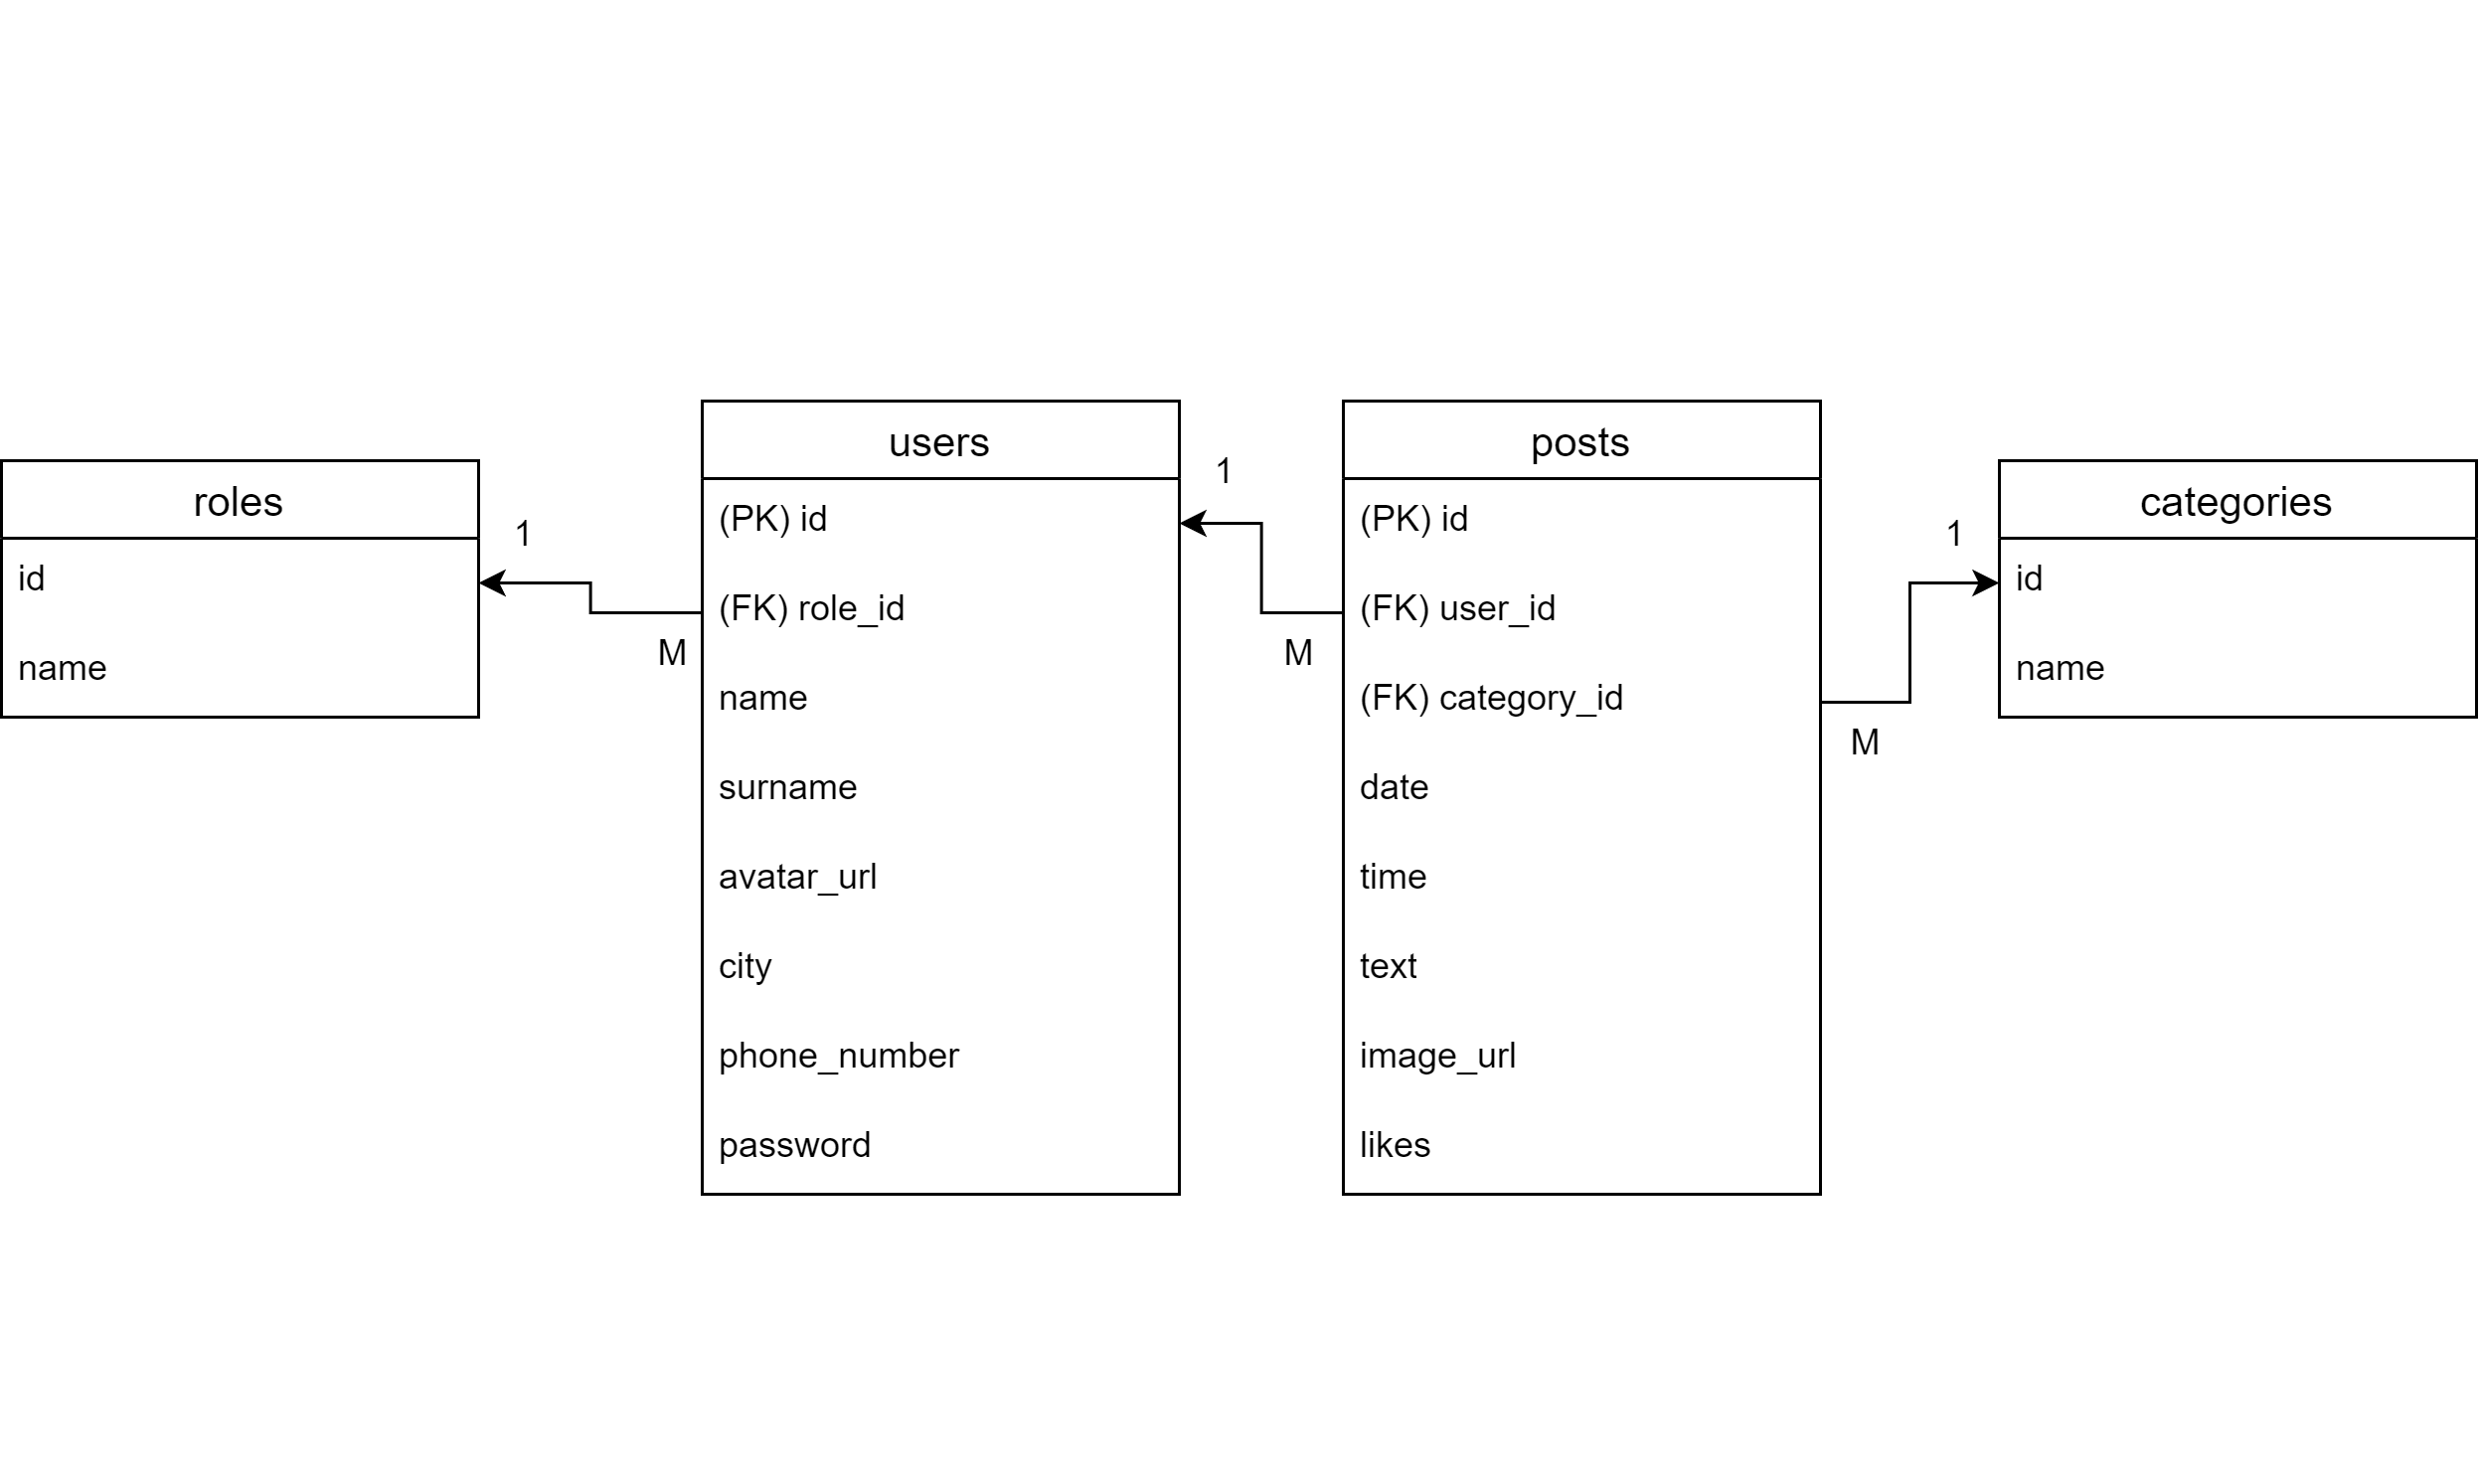 roles
id
name
1
M
users
(PK) id
(FK) role_id
name
surname
avatar_url
city
phone_number
password
1
M
posts
(PK) id
(FK) user_id
(FK) category_id
date
time
text
image_url
likes
1
M
categories
id
name